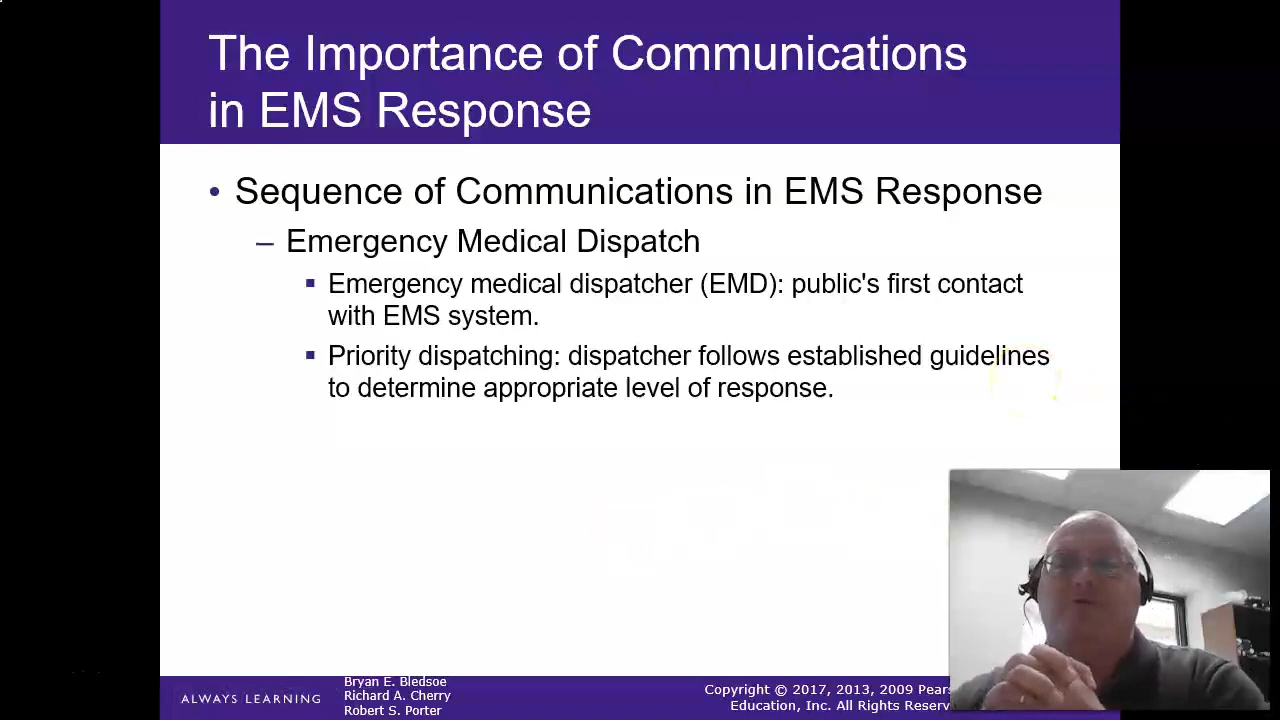 The Importance of Communications
in EMS Response
• Sequence of Communications in EMS Response
– Emergency Medical Dispatch
▪ Emergency medical dispatcher (EMD): public's first contact
with EMS system.
▪ Priority dispatching: dispatcher follows established guidelines
to determine appropriate level of response.
ALWAYS LEARNING
Bryan E. Bledsoe
Richard A. Cherry
Robert S. Porter
Copyright © 2017, 2013, 2009
Education, Inc. All Rights